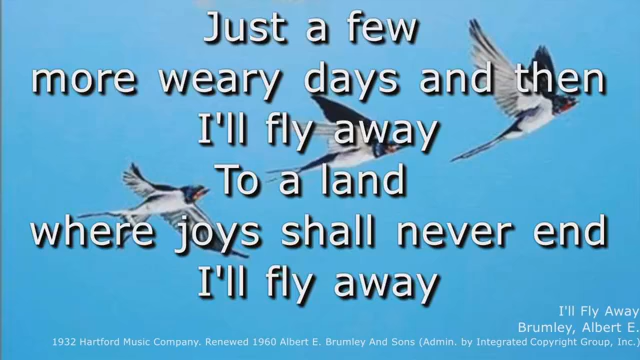 Just a few
more weary days and then
I'll fly away
To a land
where joys shall never end
I'll fly away
I'll Fly Away
Brumley, Albert E.
1932 Hartford Music Company. Renewed 1960 Albert E. Brumley And Sons (Admin. by Integrated Copyright Group, Inc.)